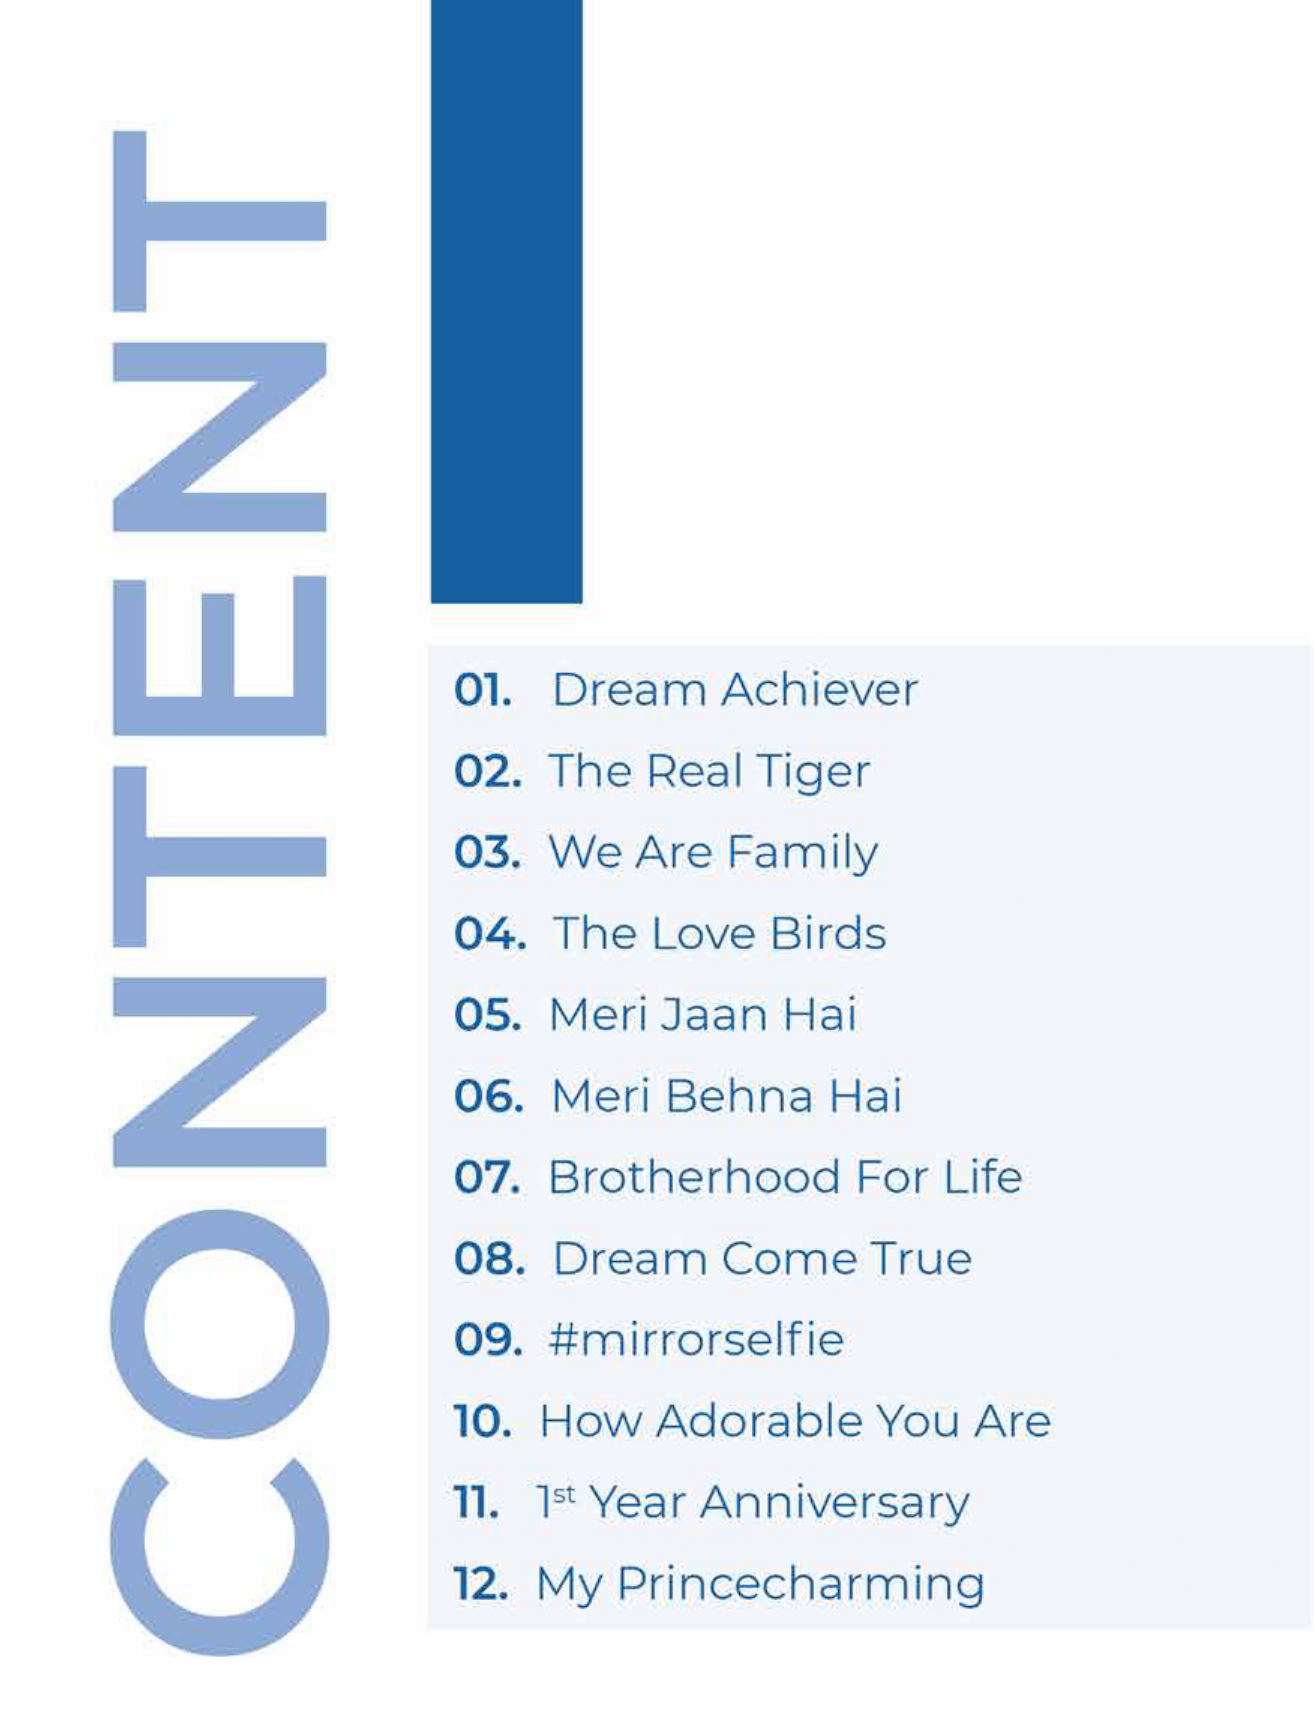 CONTENT
01. Dream Achiever
02. The Real Tiger
03. We Are Family
04. The Love Birds
05. Meri Jaan Hai
06. Meri Behna Hai
07. Brotherhood For Life
08. Dream Come True
09. #mirrorselfie
10. How Adorable You Are
11. 1st Year Anniversary
12. My Princecharming